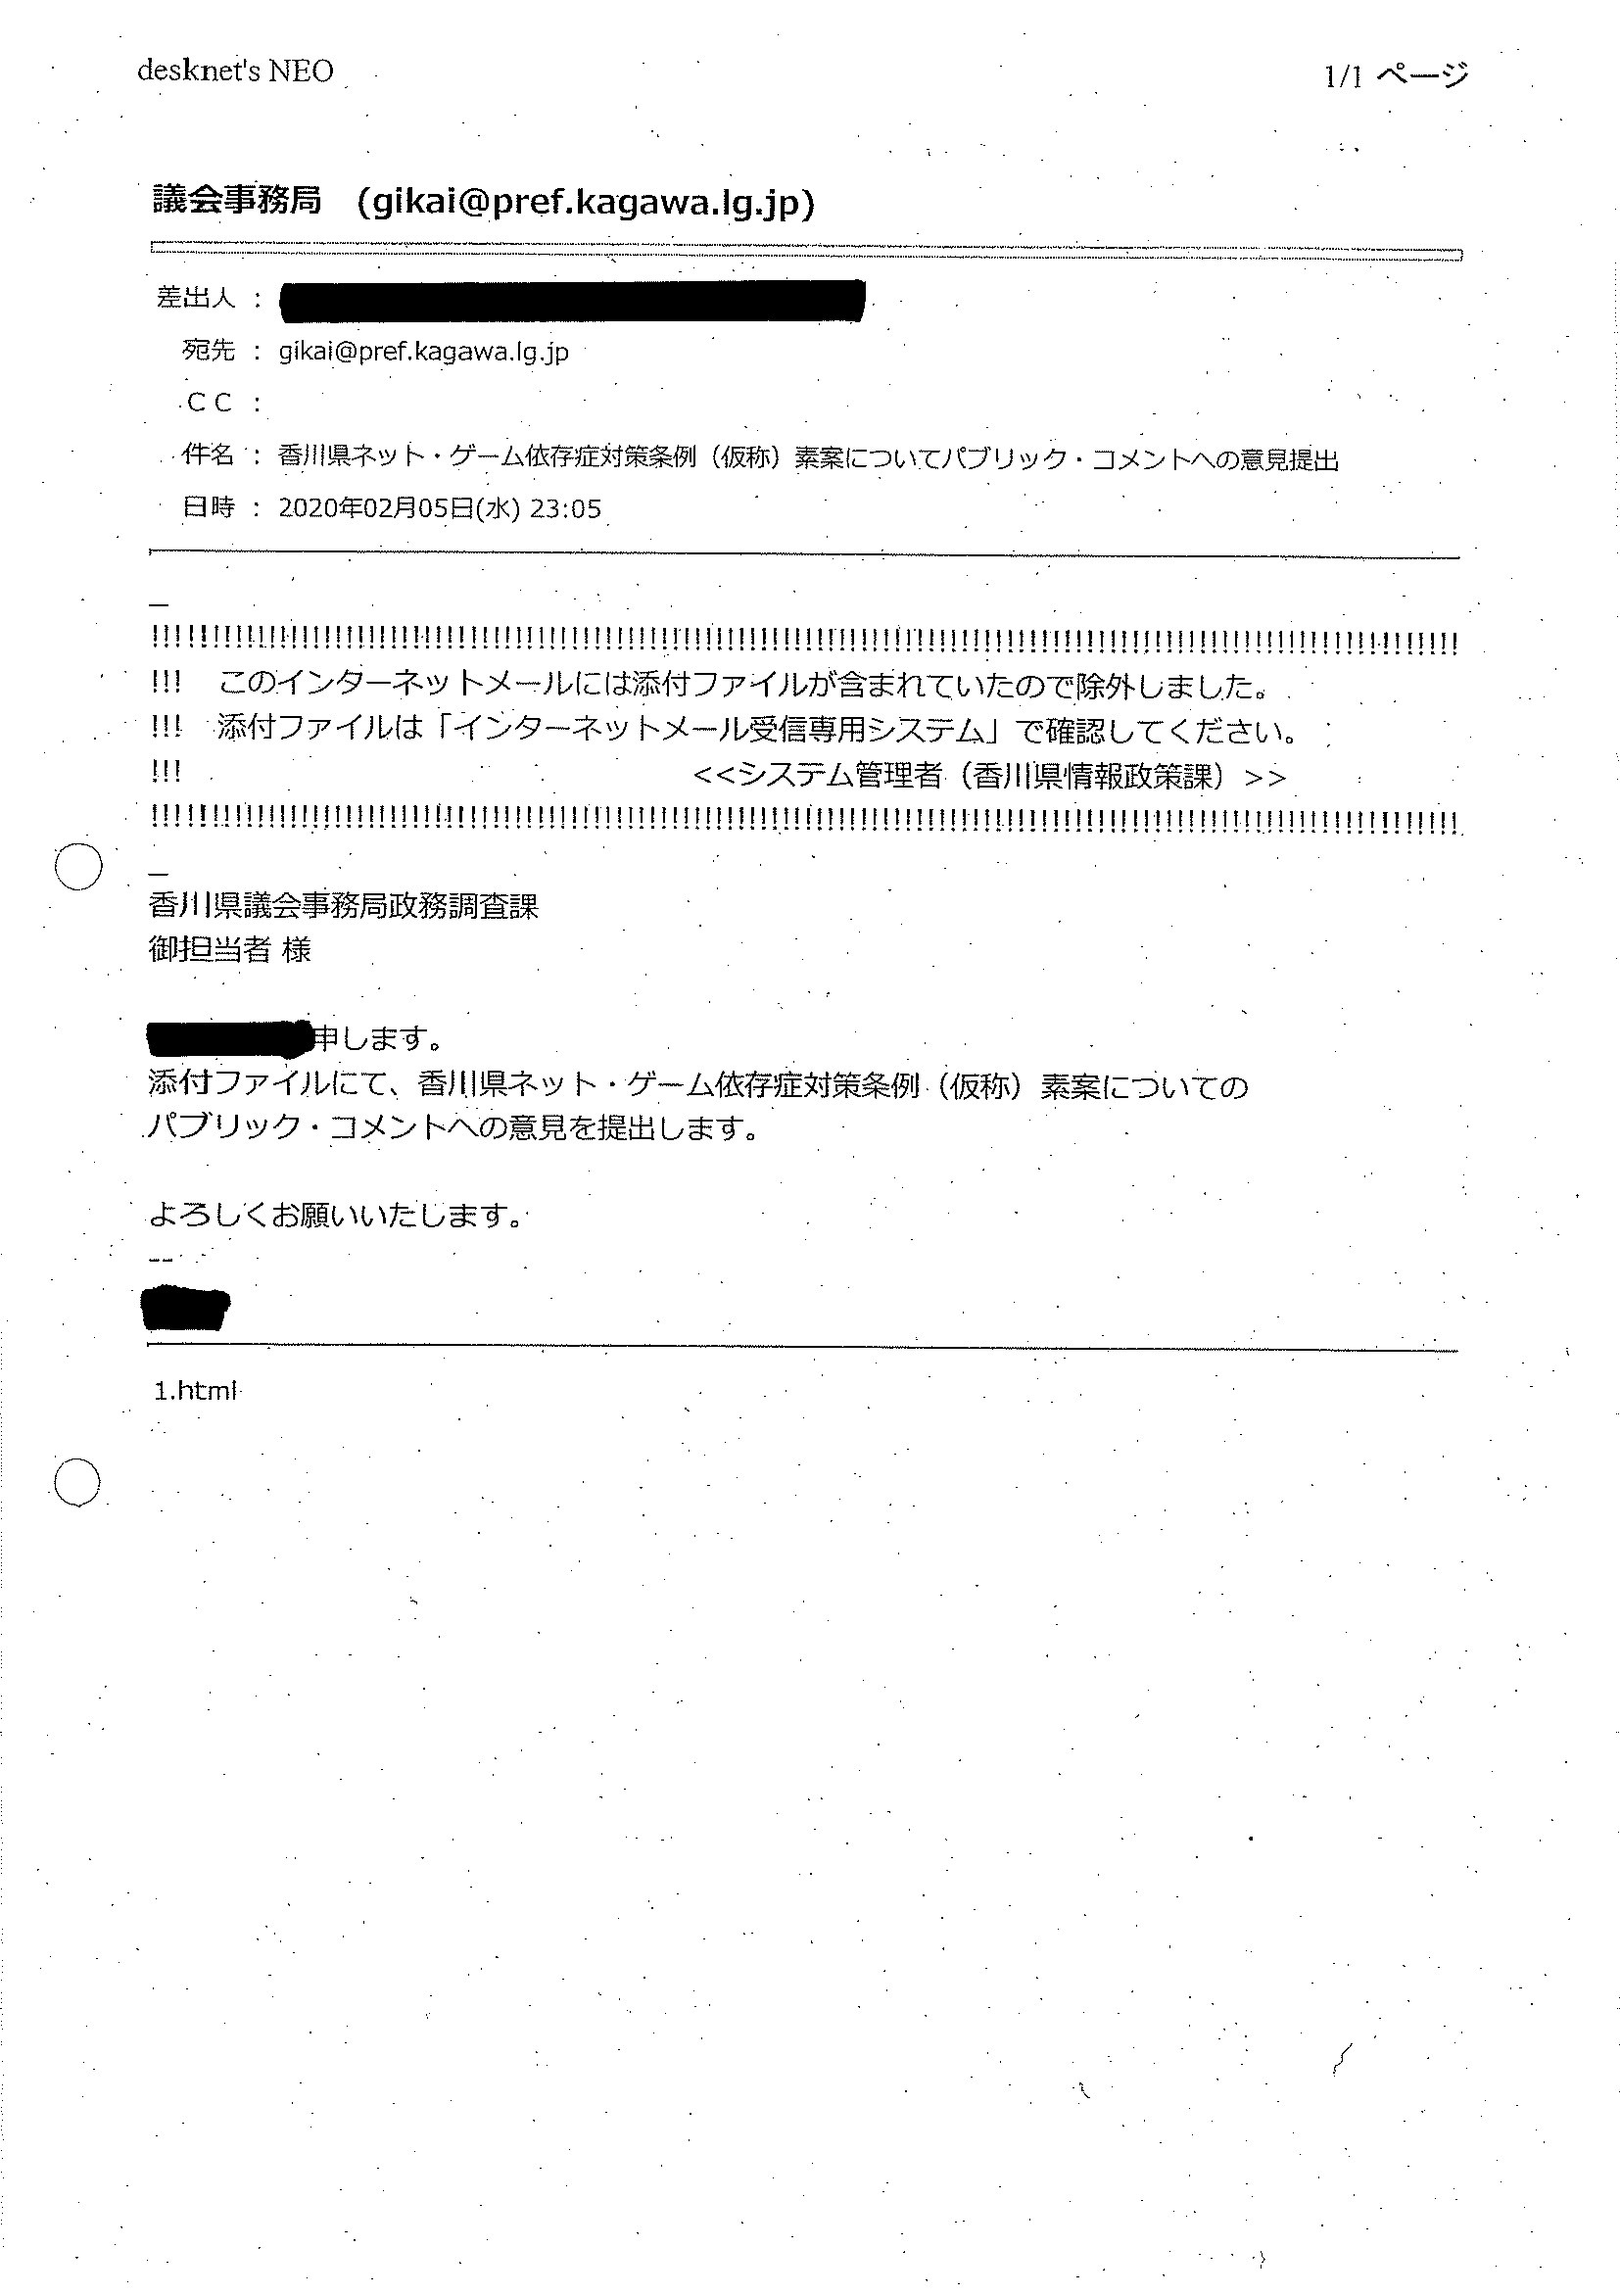 desknet's NEO
1/1 ページ
議会事務局 (gikai@pref.kagawa.lg.jp)
差出人 :
宛先 : gikai@pref.kagawa.lg.jp
CC :
件名 : 香川県ネット・ゲーム依存症対策条例（仮称）素案についてパブリック・コメントへの意見提出
日時 : 2020年02月05日(水) 23:05
!!!!!!!!!!!!!!!!!!!!!!!!!!!!!!!!!!!!!!!!!!!!!!!!!!!!!!!!!!!!!!!!!!!!!!!!!!!!!!!!!!!!!!!!!!!!!!!!!!!!!!!!!!!!!!
!!! このインターネットメールには添付ファイルが含まれていたので除外しました。
!!! 添付ファイルは「インターネットメール受信専用システム」で確認してください。
!!! <<システム管理者（香川県情報政策課）>>
!!!!!!!!!!!!!!!!!!!!!!!!!!!!!!!!!!!!!!!!!!!!!!!!!!!!!!!!!!!!!!!!!!!!!!!!!!!!!!!!!!!!!!!!!!!!!!!!!!!!!!!!!!!!!!
香川県議会事務局政務調査課
御担当者 様
申します。
添付ファイルにて、香川県ネット・ゲーム依存症対策条例（仮称）素案についての
パブリック・コメントへの意見を提出します。
よろしくお願いいたします。
--
1.html